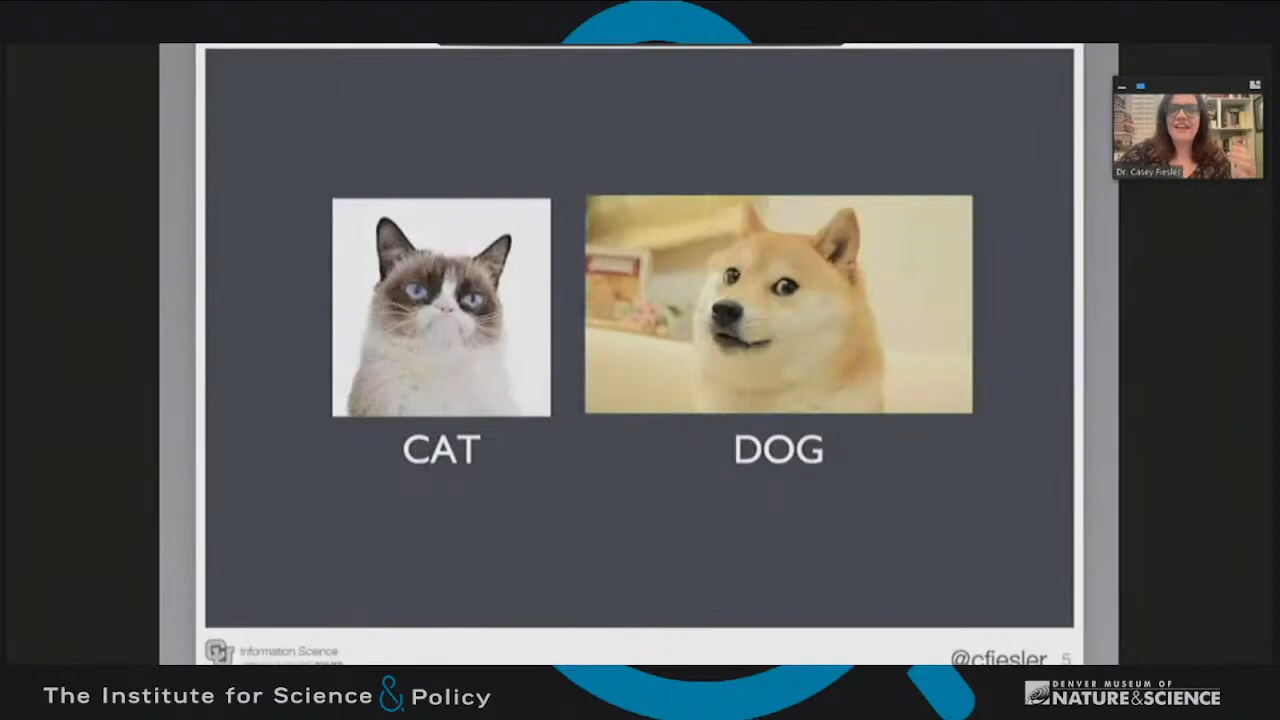 Dr. Casey Fiesler
CAT
DOG
Information Science
@cfiesler
5
The Institute for Science & Policy
DENVER MUSEUM OF
NATURE & SCIENCE